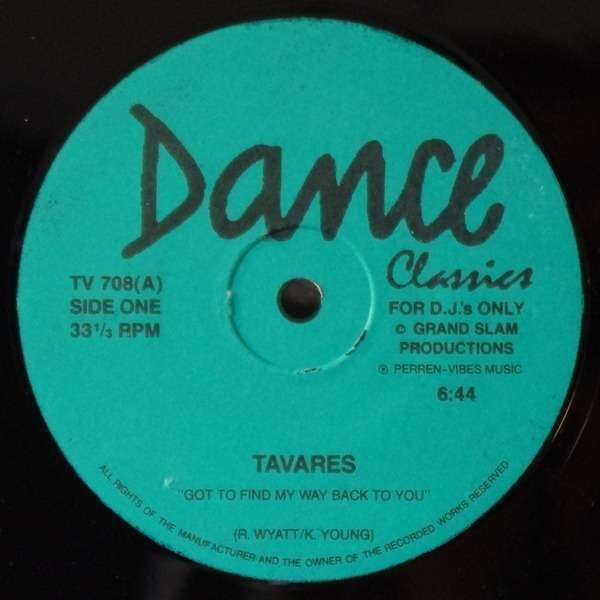 Dance
Classics
TV 708(A)
SIDE ONE
33 1/3 RPM
FOR D.J.'s ONLY
© GRAND SLAM
PRODUCTIONS
℗ PERREN-VIBES MUSIC
6:44
TAVARES
"GOT TO FIND MY WAY BACK TO YOU"
(R. WYATT/K. YOUNG)
ALL RIGHTS OF THE MANUFACTURER AND THE OWNER OF THE RECORDED WORKS RESERVED